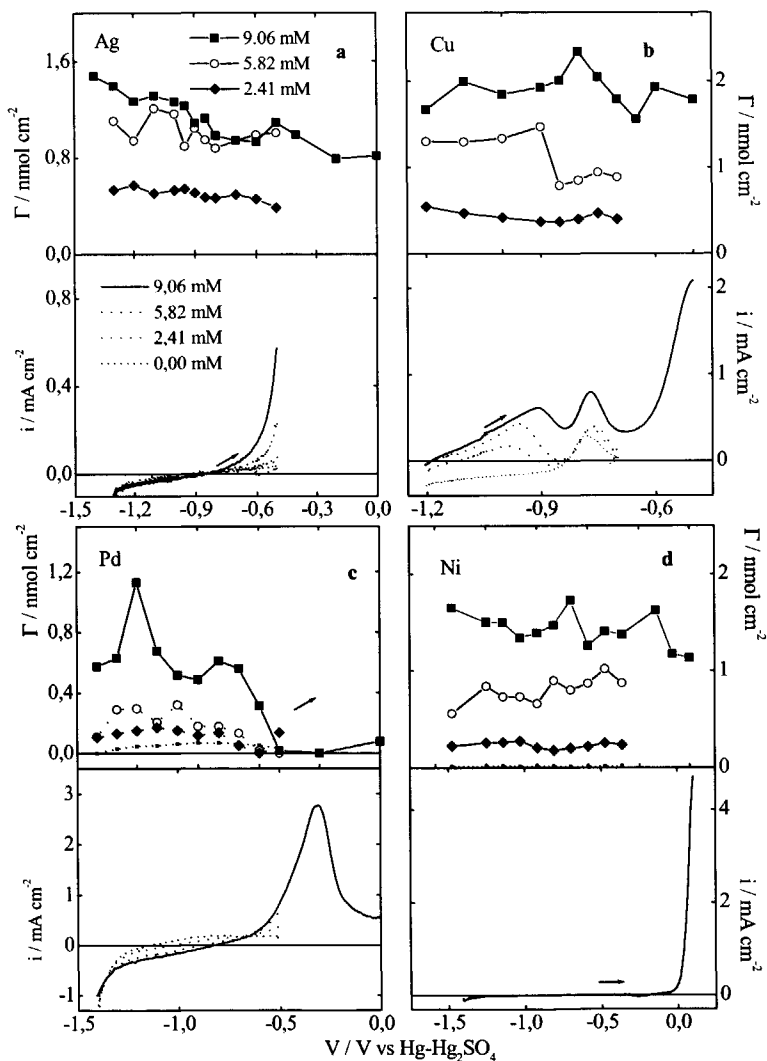 Ag
9.06 mM
5.82 mM
2.41 mM
a
Γ / nmol cm⁻²
1,6
1,2
0,8
0,4
0,0
Cu
b
Γ / nmol cm⁻²
2
1
0
9,06 mM
5,82 mM
2,41 mM
0,00 mM
i / mA cm⁻²
0,8
0,4
0,0
-1,5
-1,2
-0,9
-0,6
-0,3
0,0
i / mA cm⁻²
2
1
0
-1,2
-0,9
-0,6
Pd
c
Γ / nmol cm⁻²
1,2
0,8
0,4
0,0
Ni
d
Γ / nmol cm⁻²
2
1
0
i / mA cm⁻²
3
2
1
0
-1
-1,5
-1,0
-0,5
0,0
i / mA cm⁻²
4
2
0
-1,5
-1,0
-0,5
0,0
V / V vs Hg-Hg₂SO₄